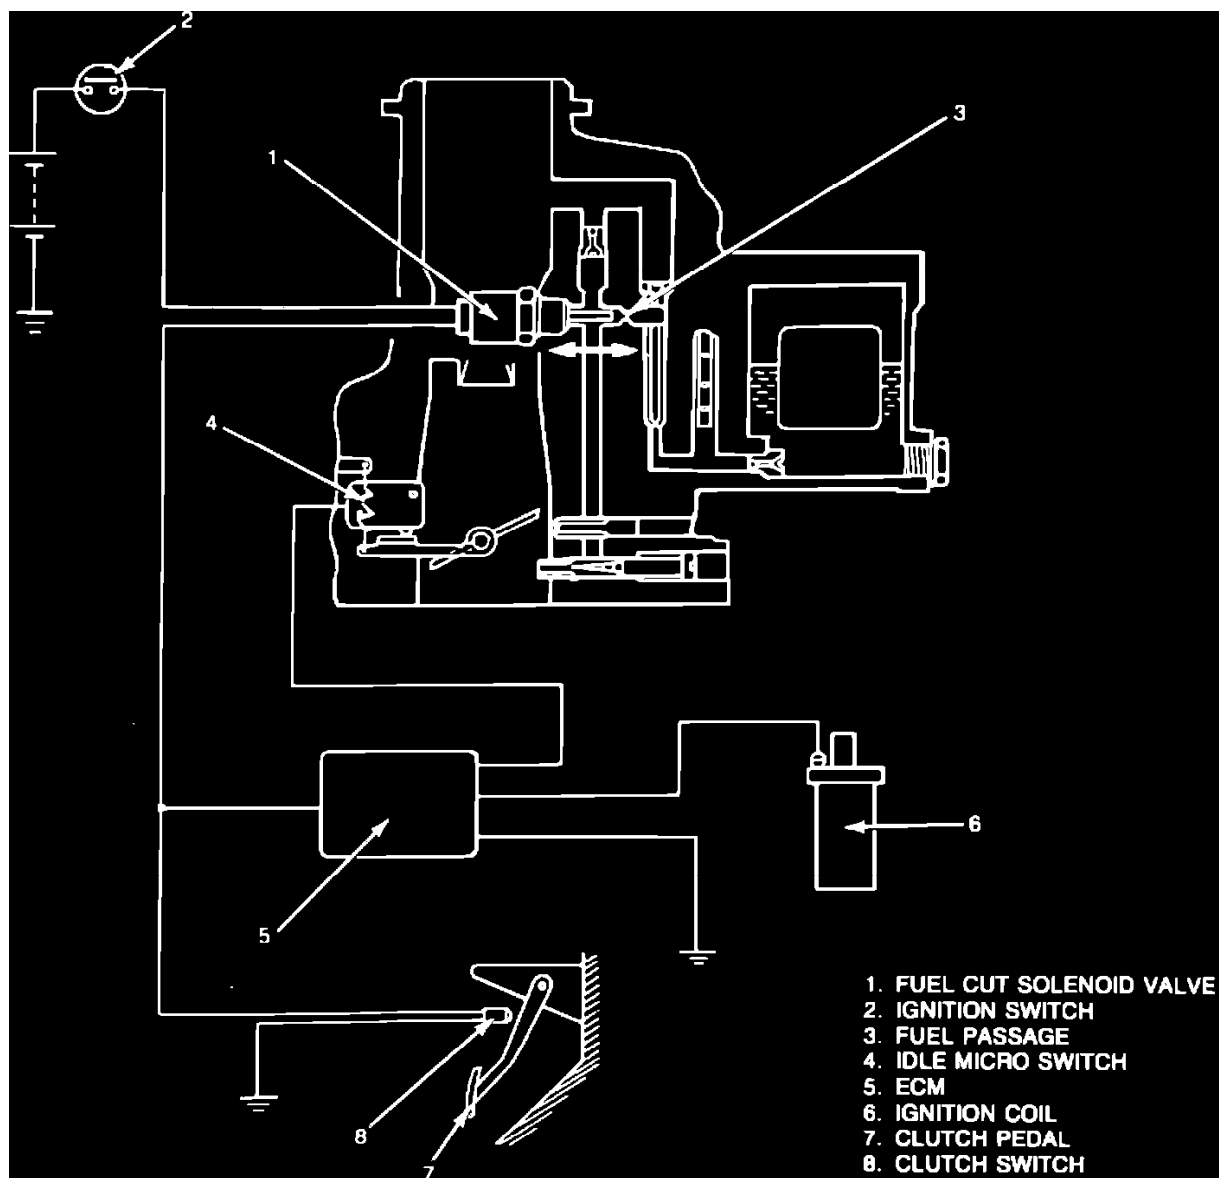 2
3
1
4
6
5
8
7
1. FUEL CUT SOLENOID VALVE
2. IGNITION SWITCH
3. FUEL PASSAGE
4. IDLE MICRO SWITCH
5. ECM
6. IGNITION COIL
7. CLUTCH PEDAL
8. CLUTCH SWITCH